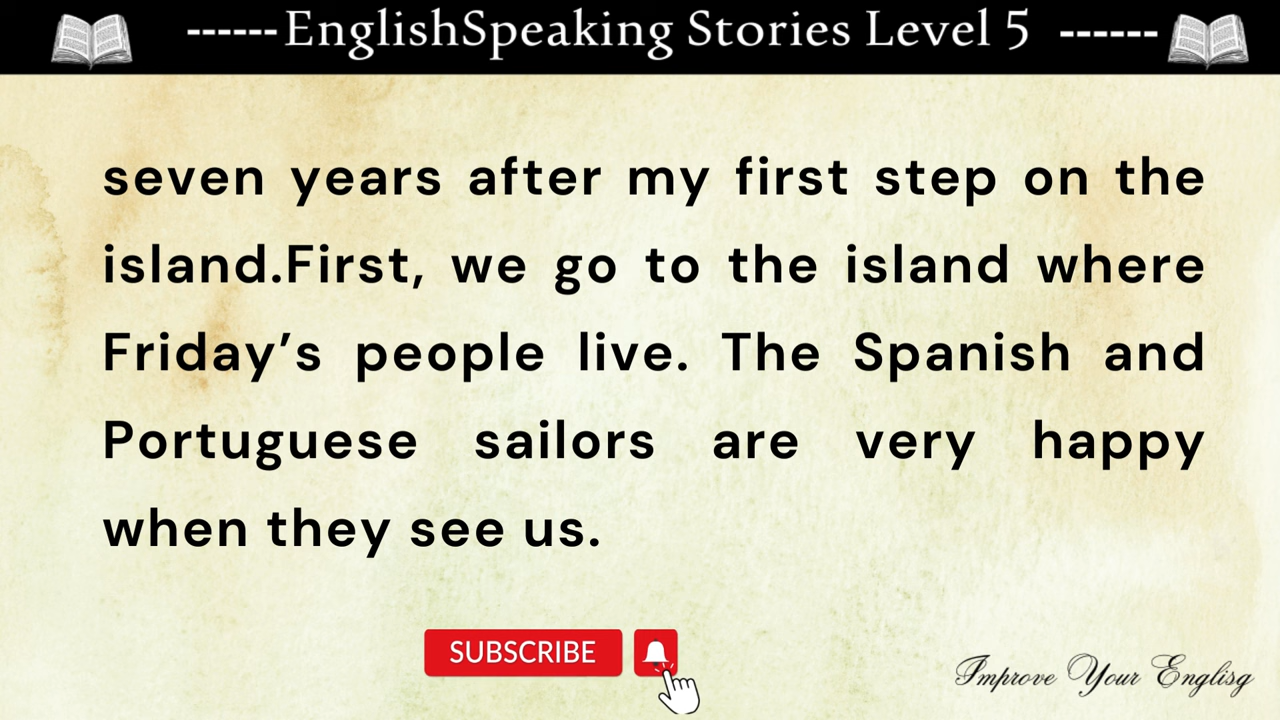 ------EnglishSpeaking Stories Level 5 ------
seven years after my first step on the
island.First, we go to the island where
Friday’s people live. The Spanish and
Portuguese sailors are very happy
when they see us.
SUBSCRIBE
Improve Your Englisg